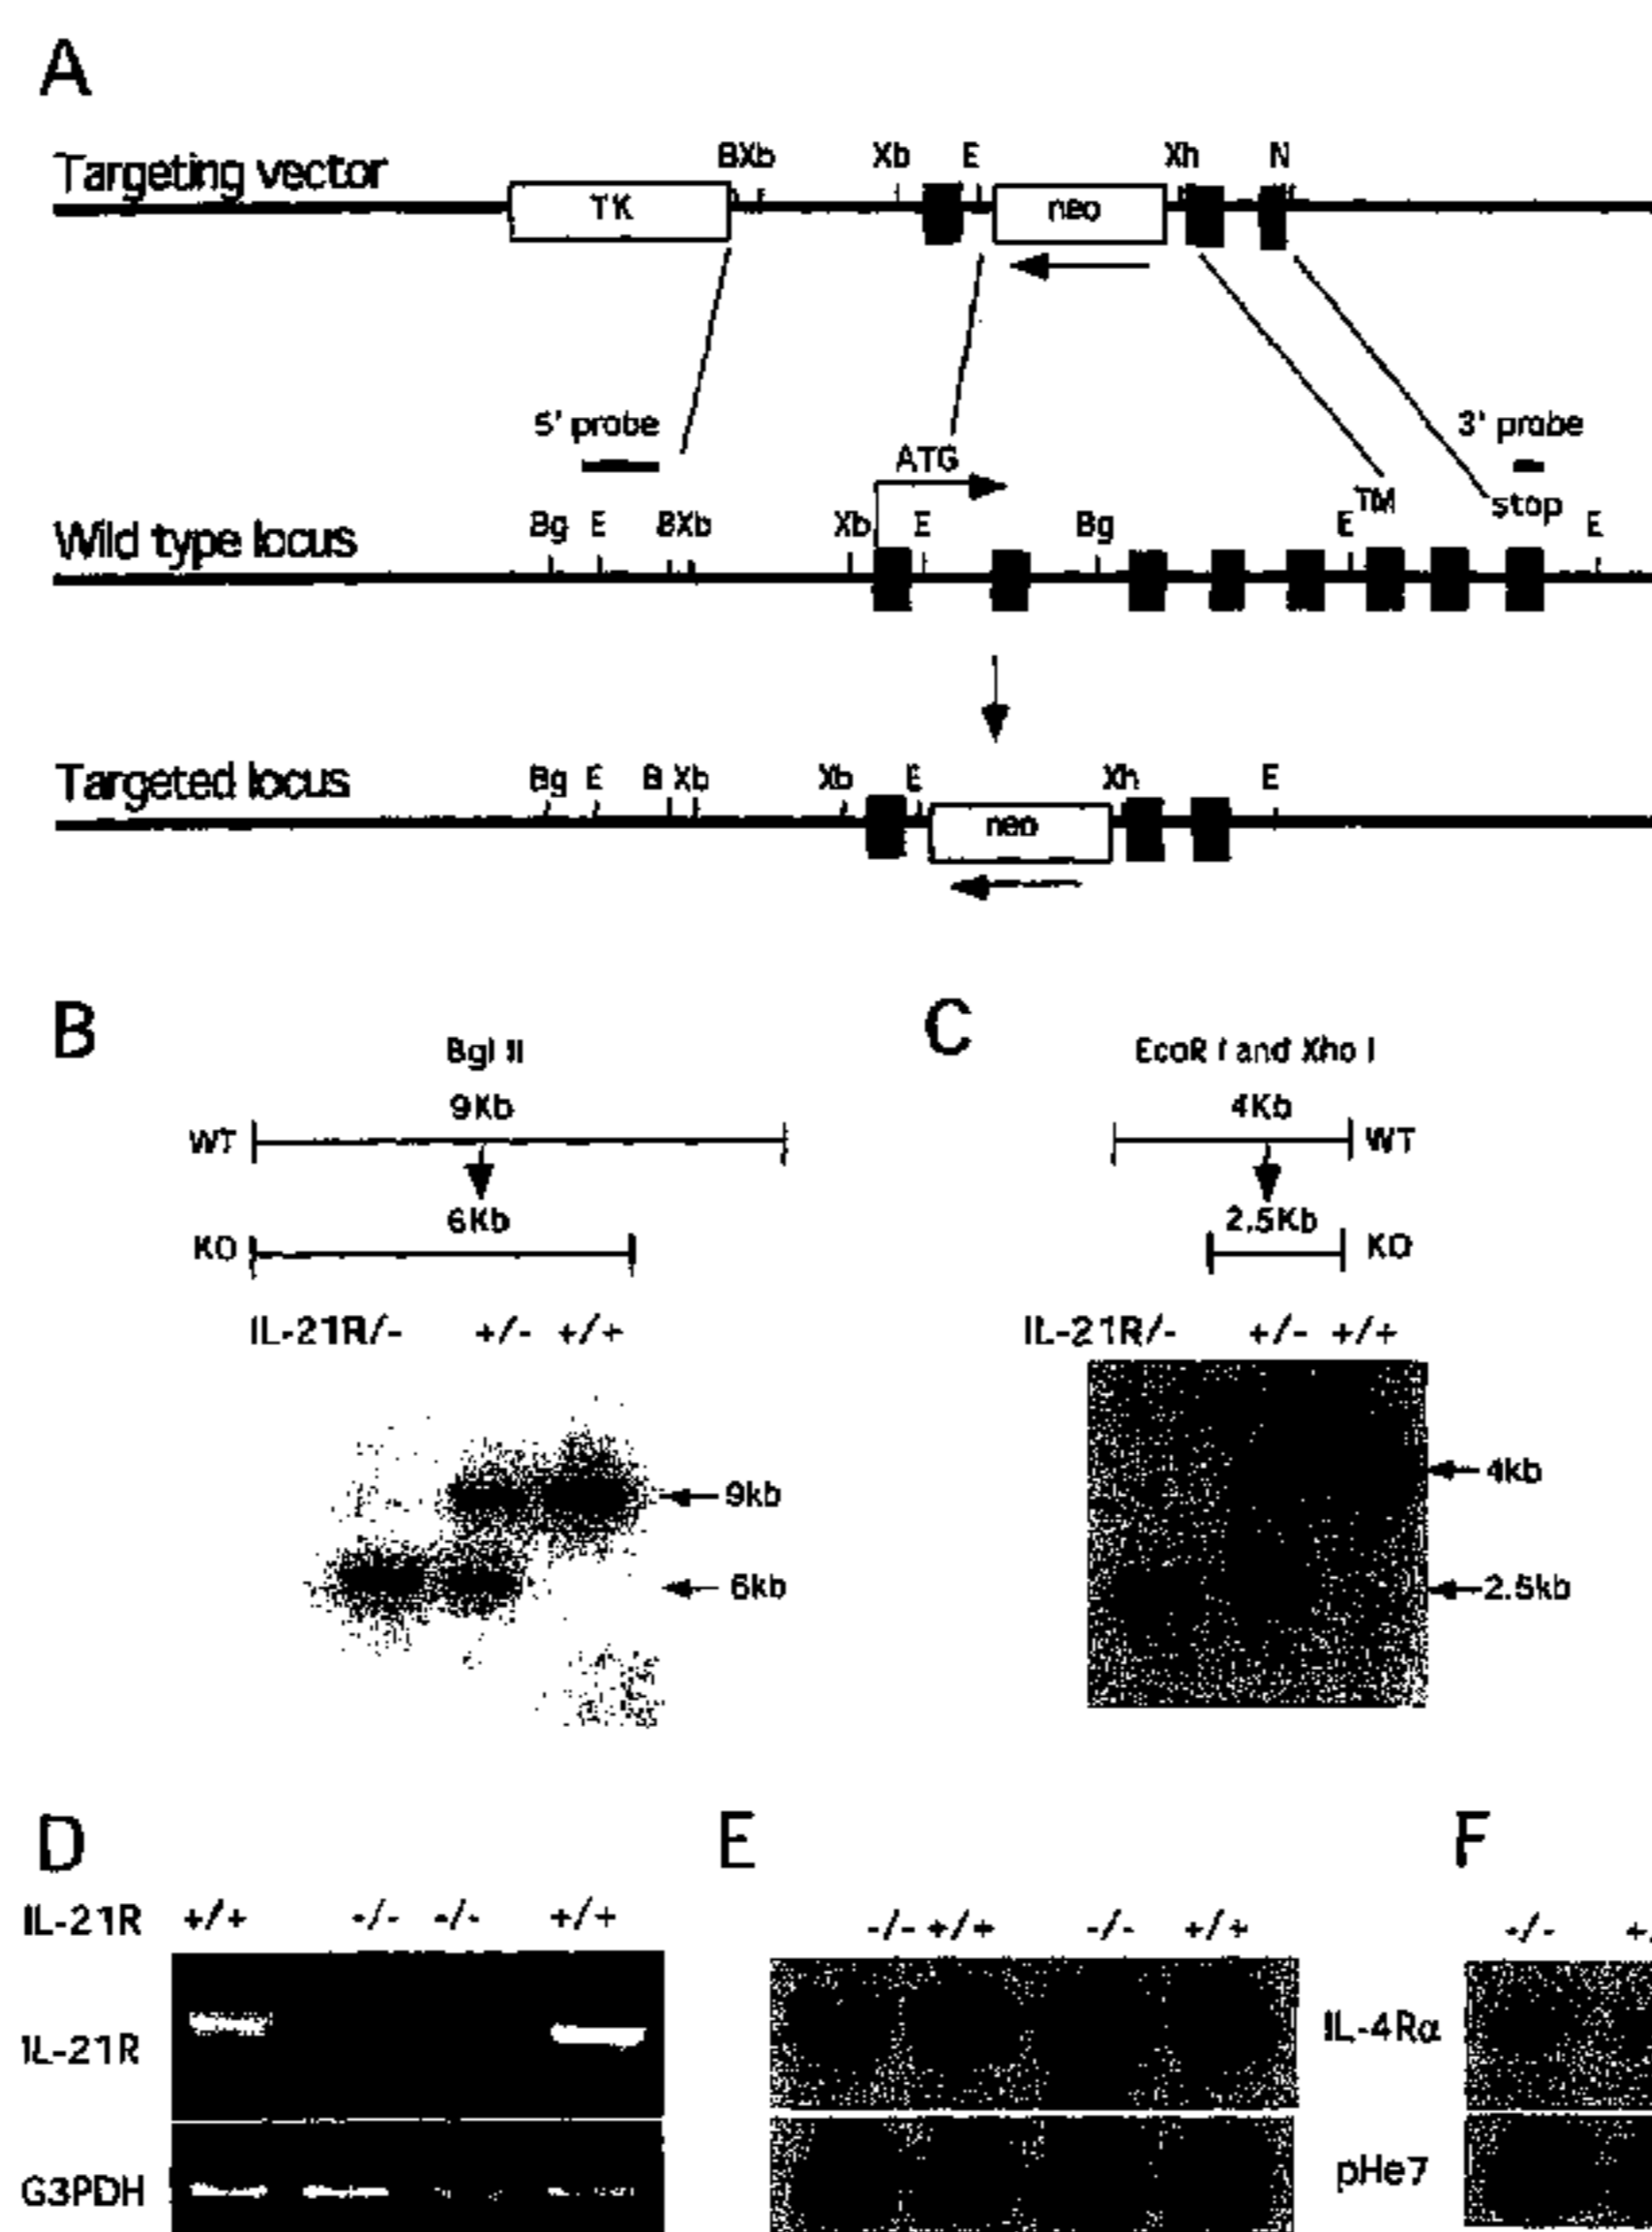 A
Targeting vector
BXb Xb E Xh N
TK neo
5' probe 3' probe
ATG TM stop
Wild type locus
Bg E BXb Xb E Bg E E
Targeted locus
Bg E B Xb Xb E Xh E
neo
B
Bgl II
9Kb
WT
6Kb
KO
IL-21R/- +/- +/+
9kb
6kb
C
EcoR I and Xho I
4Kb
WT
2.5Kb
KO
IL-21R/- +/- +/+
4kb
2.5kb
D
IL-21R +/+ -/- -/- +/+
IL-21R
G3PDH
E
-/- +/+ -/- +/+
IL-4Rα
pHe7
F
-/-